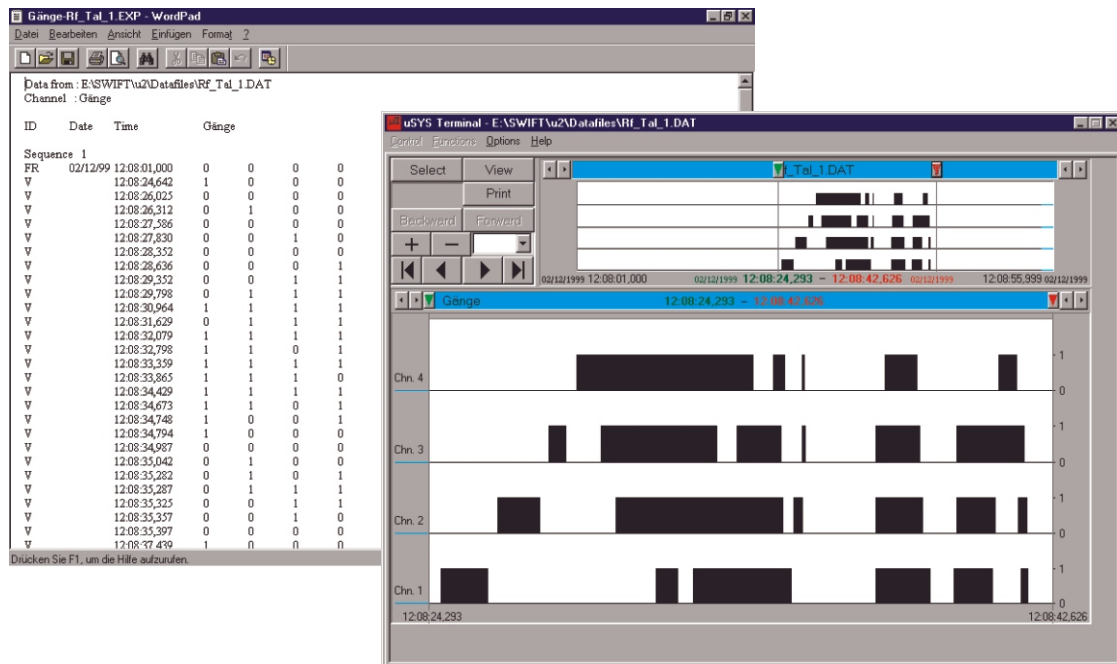 Gänge-Rf_Tal_1.EXP - WordPad
Datei Bearbeiten Ansicht Einfügen Format ?
Data from : E:\SWIFT\u2\Datafiles\Rf_Tal_1.DAT
Channel : Gänge
ID Date Time Gänge
Sequence 1
FR 02/12/99 12:08:01,000 0 0 0 0
V 12:08:24,642 1 0 0 0
V 12:08:26,025 0 0 0 0
V 12:08:26,312 0 1 0 0
V 12:08:27,586 0 0 0 0
V 12:08:27,830 0 0 1 0
V 12:08:28,352 0 0 0 0
V 12:08:28,636 0 0 0 1
V 12:08:29,352 0 0 1 1
V 12:08:29,798 0 1 1 1
V 12:08:30,964 1 1 1 1
V 12:08:31,629 0 1 1 1
V 12:08:32,079 1 1 1 1
V 12:08:32,798 1 1 0 1
V 12:08:33,359 1 1 1 1
V 12:08:33,865 1 1 1 0
V 12:08:34,429 1 1 1 1
V 12:08:34,673 1 1 0 1
V 12:08:34,748 1 0 0 1
V 12:08:34,794 1 0 0 0
V 12:08:34,987 0 0 0 0
V 12:08:35,042 0 1 0 0
V 12:08:35,282 0 1 0 1
V 12:08:35,287 0 1 1 1
V 12:08:35,325 0 0 1 1
V 12:08:35,357 0 0 1 0
V 12:08:35,397 0 0 0 0
V 12:08:37,439 1 0 0 0
Drücken Sie F1, um die Hilfe aufzurufen.
uSYS Terminal - E:\SWIFT\u2\Datafiles\Rf_Tal_1.DAT
Control Functions Options Help
Select View
Print
Backward Forward
f_Tal_1.DAT
02/12/1999 12:08:01,000 02/12/1999 12:08:24,293 - 12:08:42,626 02/12/1999 12:08:55,999 02/12/1999
Gänge 12:08:24,293 - 12:08:42,626
Chn. 4 1
0
Chn. 3 1
0
Chn. 2 1
0
Chn. 1 1
0
12:08:24,293 12:08:42,626